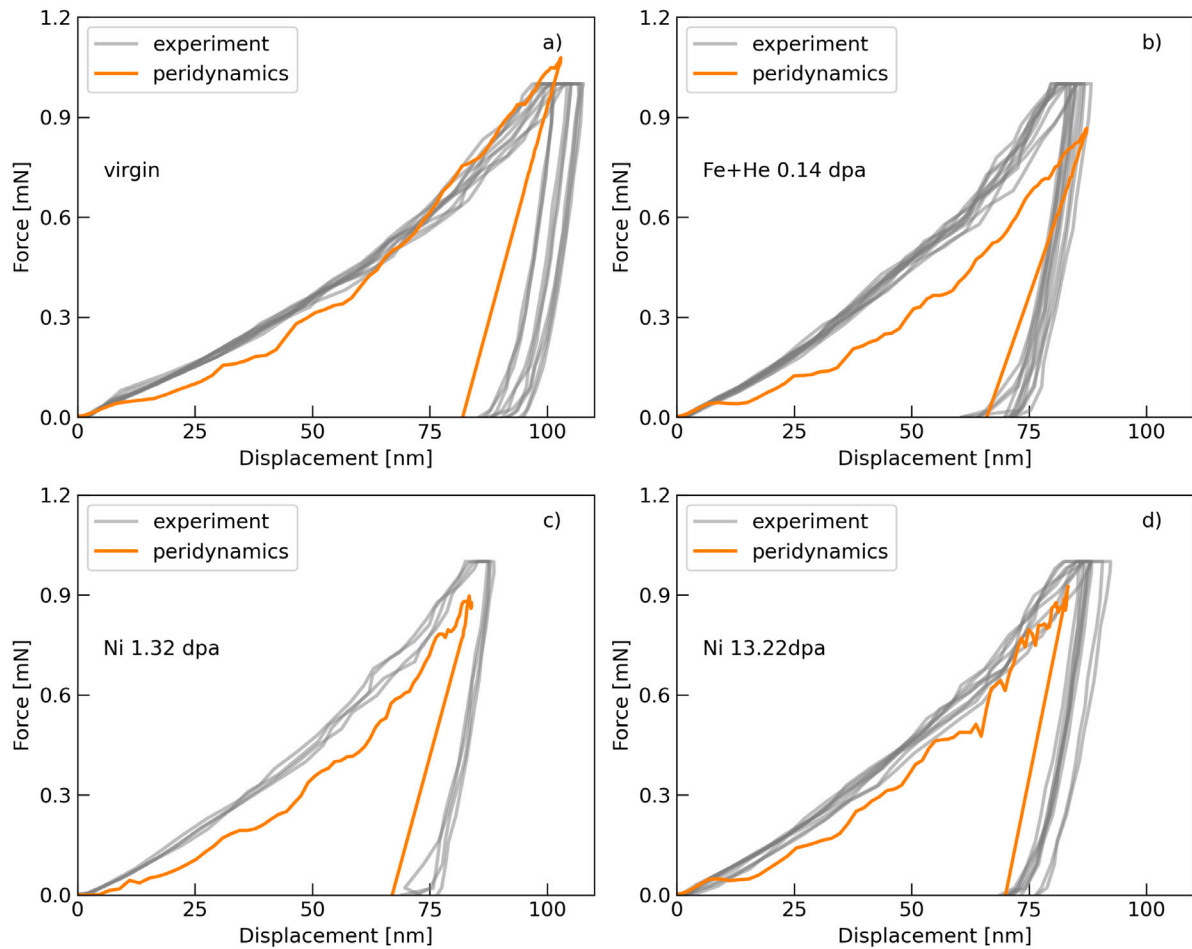 1.2
experiment
a)
peridynamics
0.9
virgin
0.6
0.3
0.0
Force [mN]
0 25 50 75 100
Displacement [nm]
1.2
experiment
b)
peridynamics
0.9
Fe+He 0.14 dpa
0.6
0.3
0.0
Force [mN]
0 25 50 75 100
Displacement [nm]
1.2
experiment
c)
peridynamics
0.9
Ni 1.32 dpa
0.6
0.3
0.0
Force [mN]
0 25 50 75 100
Displacement [nm]
1.2
experiment
d)
peridynamics
0.9
Ni 13.22dpa
0.6
0.3
0.0
Force [mN]
0 25 50 75 100
Displacement [nm]